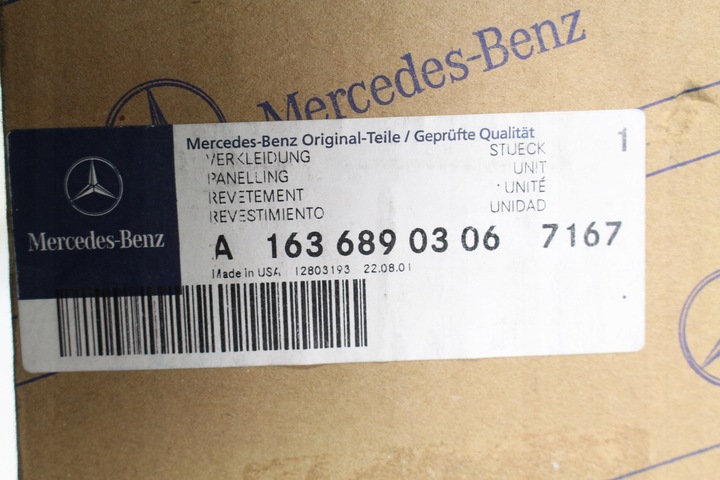 Mercedes-Benz
Mercedes-Benz Original-Teile / Geprüfte Qualität
VERKLEIDUNG STUECK 1
PANELLING UNIT
REVETEMENT UNITÉ
REVESTIMIENTO UNIDAD
Mercedes-Benz
A 163 689 03 06 7167
Made in USA 12803193 22.08.01